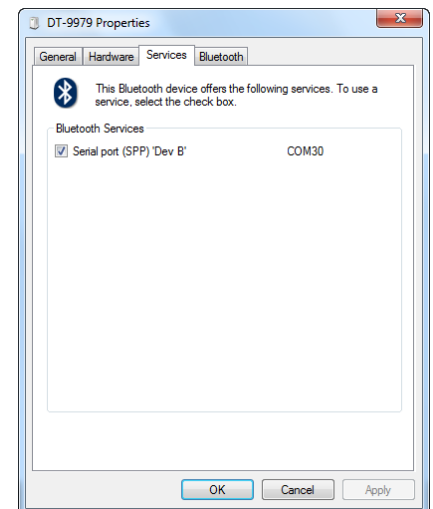 DT-9979 Properties
General Hardware Services Bluetooth
This Bluetooth device offers the following services. To use a
service, select the check box.
Bluetooth Services
Serial port (SPP) 'Dev B' COM30
OK Cancel Apply